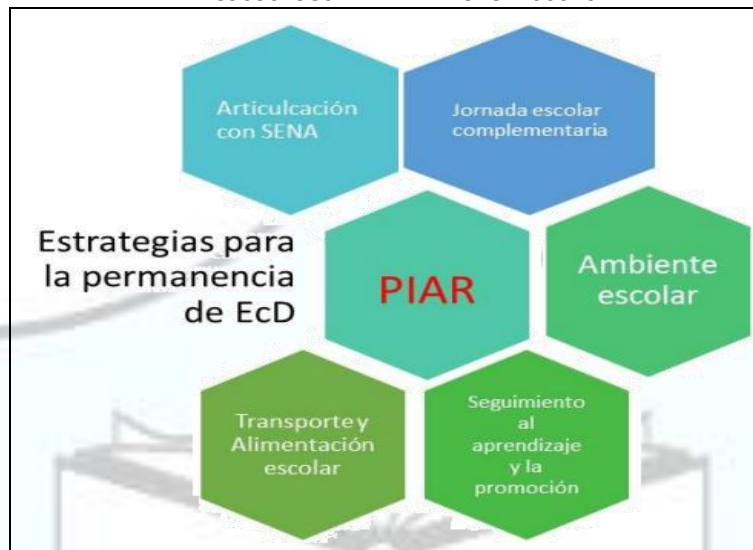 Articulcación
con SENA
Jornada escolar
complementaria
Estrategias para
la permanencia
de EcD
PIAR
Ambiente
escolar
Transporte y
Alimentación
escolar
Seguimiento
al
aprendizaje
y la
promoción